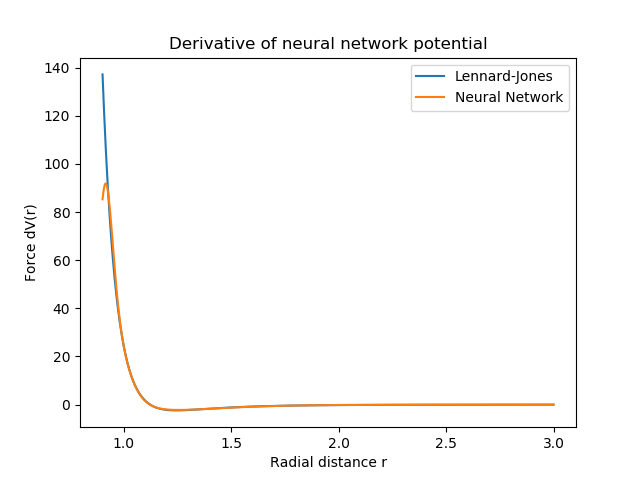 Derivative of neural network potential
Lennard-Jones
Neural Network
Force dV(r)
140
120
100
80
60
40
20
0
1.0 1.5 2.0 2.5 3.0
Radial distance r